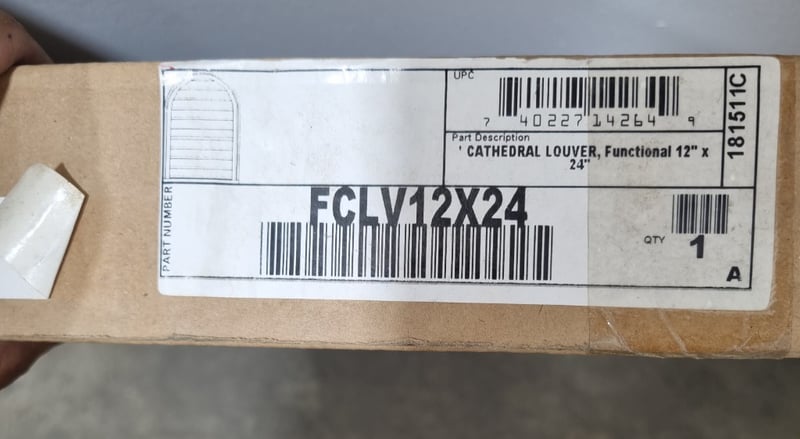 UPC
7 40227 14264 9
Part Description
' CATHEDRAL LOUVER, Functional 12" x
24"
181511C
PART NUMBER
FCLV12X24
QTY
1
A